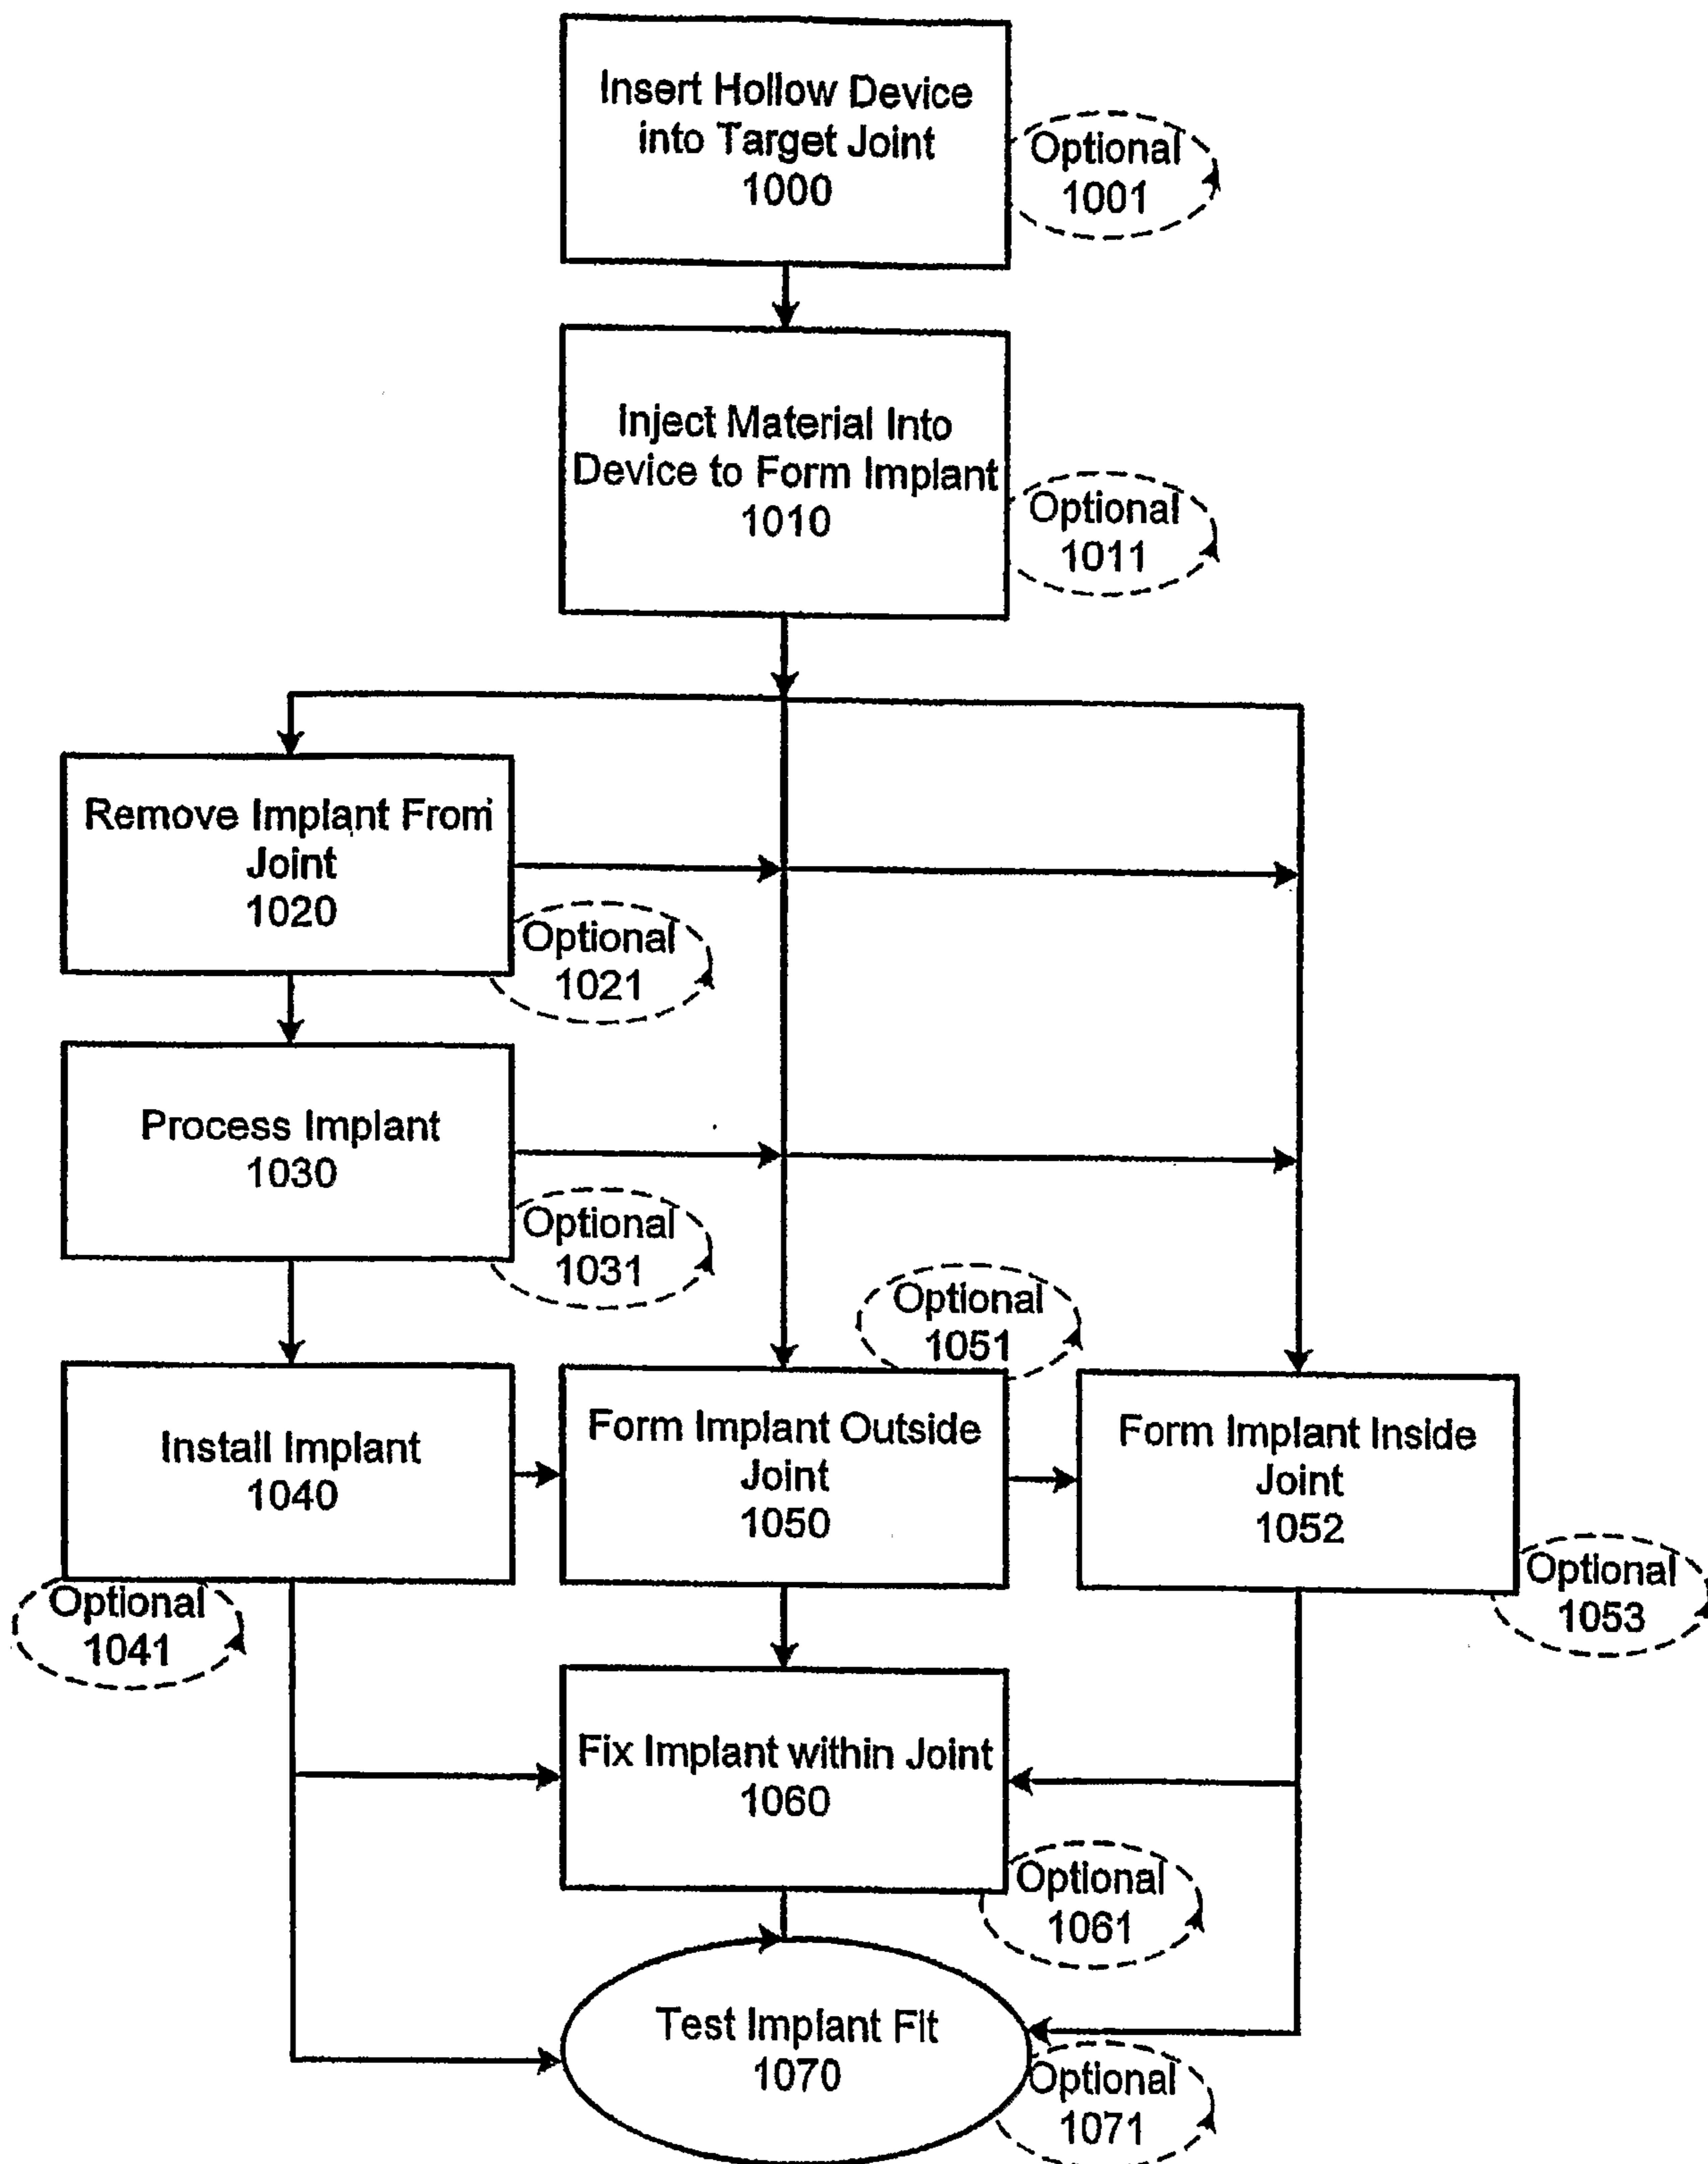 Insert Hollow Device
into Target Joint
1000
Optional
1001
Inject Material Into
Device to Form Implant
1010
Optional
1011
Remove Implant From
Joint
1020
Optional
1021
Process Implant
1030
Optional
1031
Optional
1051
Install Implant
1040
Form Implant Outside
Joint
1050
Form Implant Inside
Joint
1052
Optional
1041
Optional
1053
Fix Implant within Joint
1060
Optional
1061
Test Implant Fit
1070
Optional
1071